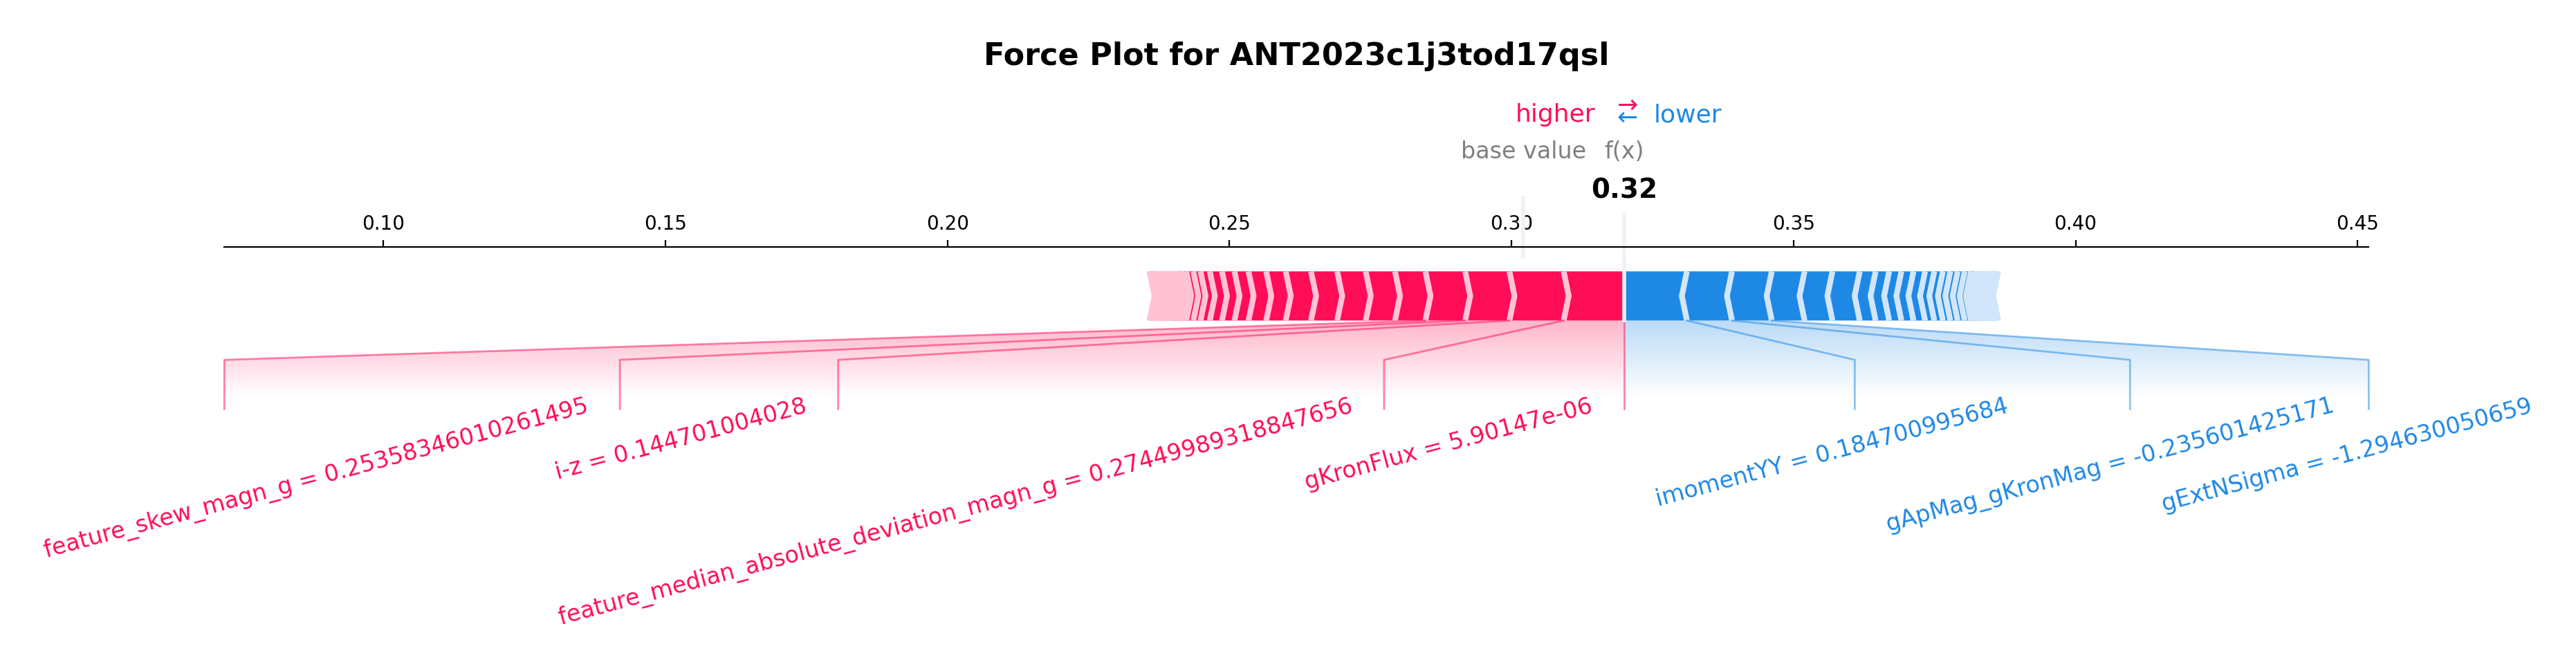 Force Plot for ANT2023c1j3tod17qsl
higher ⇄ lower
base value f(x)
0.32
0.10 0.15 0.20 0.25 0.30 0.35 0.40 0.45
feature_skew_magn_g = 0.25358346010261495
i-z = 0.144701004028
feature_median_absolute_deviation_magn_g = 0.27449989318847656
gKronFlux = 5.90147e-06
imomentYY = 0.184700995684
gApMag_gKronMag = -0.235601425171
gExtNSigma = -1.294630050659